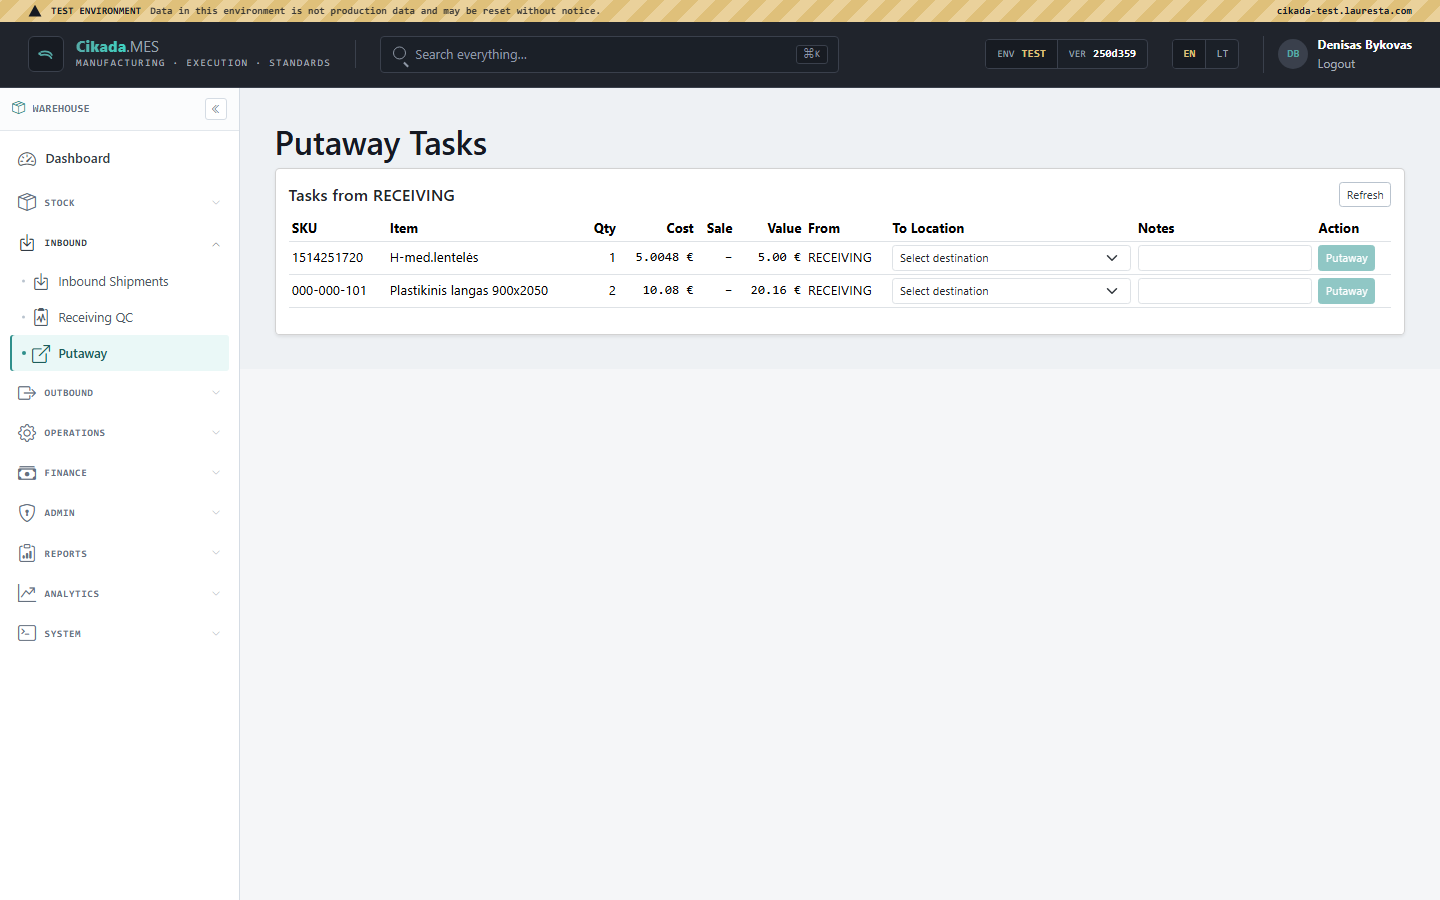 TEST ENVIRONMENT Data in this environment is not production data and may be reset without notice. cikada-test.lauresta.com
Cikada.MES
MANUFACTURING · EXECUTION · STANDARDS
Search everything... ⌘K
ENV TEST VER 250d359
EN LT
DB Denisas Bykovas
Logout
WAREHOUSE
Dashboard
STOCK
INBOUND
Inbound Shipments
Receiving QC
Putaway
OUTBOUND
OPERATIONS
FINANCE
ADMIN
REPORTS
ANALYTICS
SYSTEM
Putaway Tasks
Tasks from RECEIVING Refresh
SKU Item Qty Cost Sale Value From To Location Notes Action
1514251720 H-med.lentelės 1 5.0048 € – 5.00 € RECEIVING Select destination Putaway
000-000-101 Plastikinis langas 900x2050 2 10.08 € – 20.16 € RECEIVING Select destination Putaway